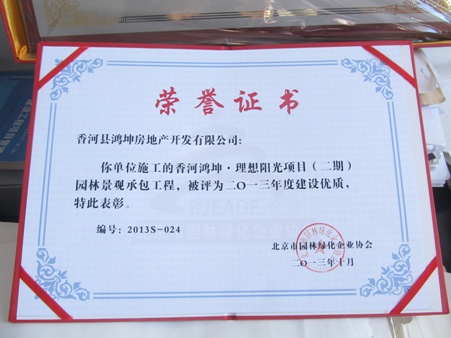 荣誉证书
香河县鸿坤房地产开发有限公司:
你单位施工的香河鸿坤·理想阳光项目(二期)
园林景观承包工程，被评为二〇一三年度建设优质，
特此表彰。
编号:2013S-024
北京市园林绿化企业协会
二〇一三年十月